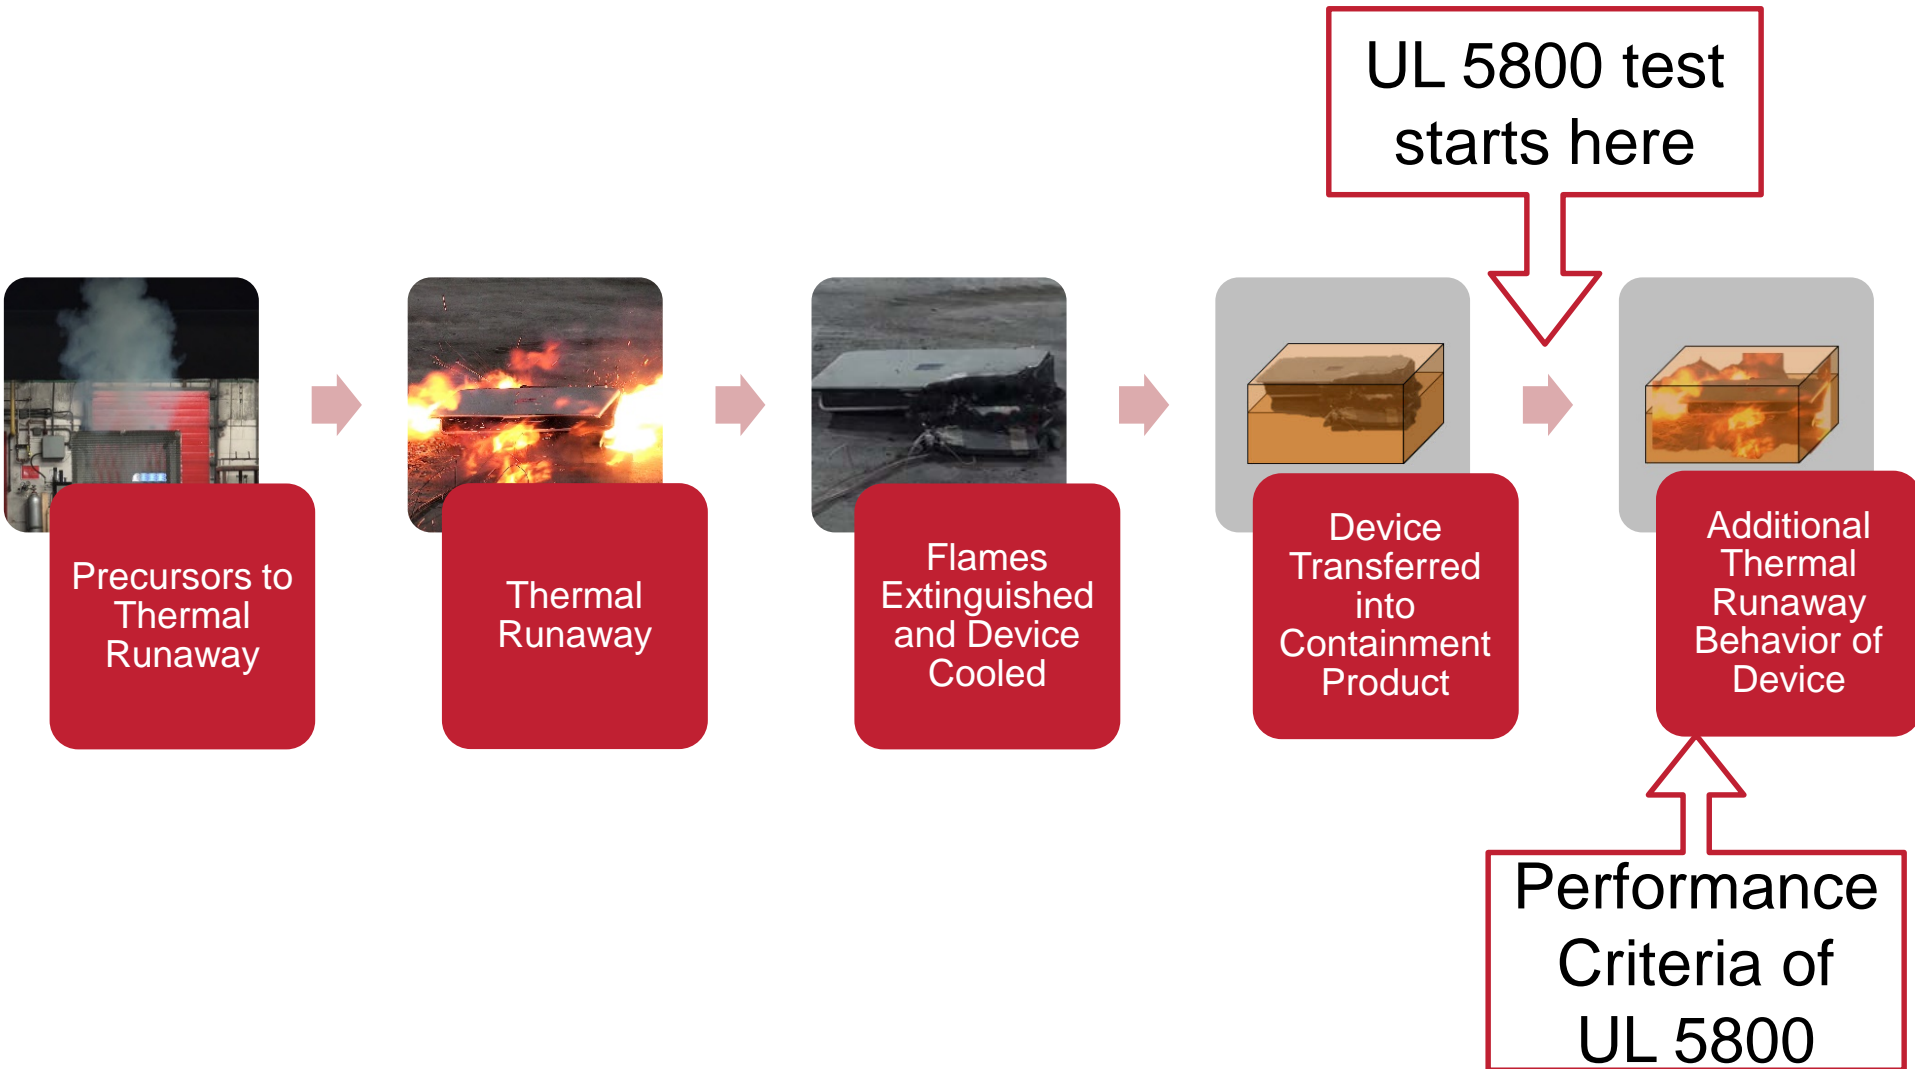 UL 5800 test
starts here
Precursors to
Thermal
Runaway
Thermal
Runaway
Flames
Extinguished
and Device
Cooled
Device
Transferred
into
Containment
Product
Additional
Thermal
Runaway
Behavior of
Device
Performance
Criteria of
UL 5800